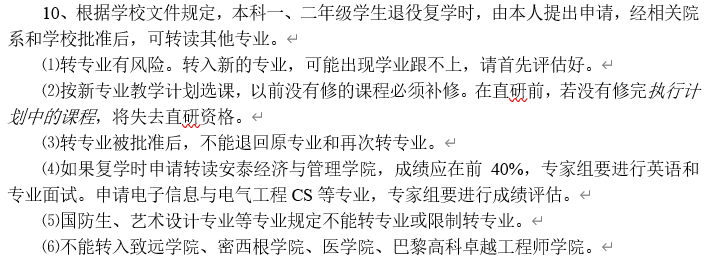 10、根据学校文件规定，本科一、二年级学生退役复学时，由本人提出申请，经相关院
系和学校批准后，可转读其他专业。↵
⑴转专业有风险。转入新的专业，可能出现学业跟不上，请首先评估好。↵
⑵按新专业教学计划选课，以前没有修的课程必须补修。在直研前，若没有修完执行计
划中的课程，将失去直研资格。↵
⑶转专业被批准后，不能退回原专业和再次转专业。↵
⑷如果复学时申请转读安泰经济与管理学院，成绩应在前 40%，专家组要进行英语和
专业面试。申请电子信息与电气工程 CS 等专业，专家组要进行成绩评估。↵
⑸国防生、艺术设计专业等专业规定不能转专业或限制转专业。↵
⑹不能转入致远学院、密西根学院、医学院、巴黎高科卓越工程师学院。↵